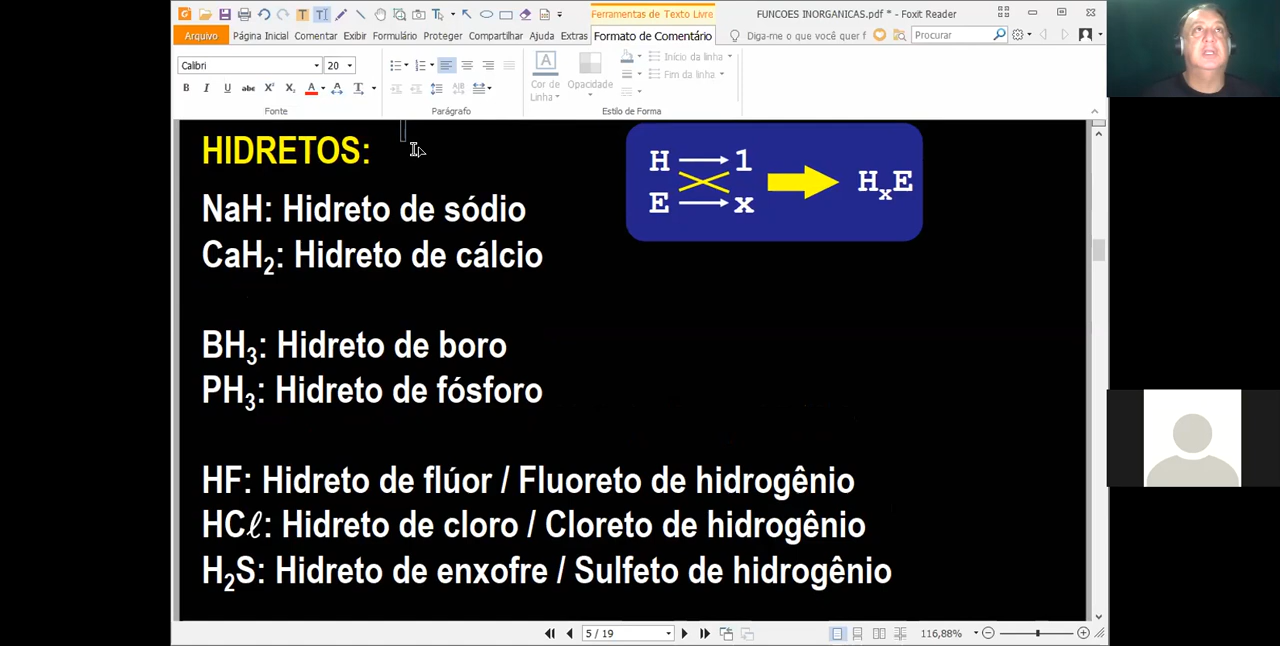 Ferramentas de Texto Livre
FUNCOES INORGANICAS.pdf * - Foxit Reader
Arquivo Página Inicial Comentar Exibir Formulário Proteger Compartilhar Ajuda Extras Formato de Comentário Diga-me o que você quer f Procurar
Calibri 20
Início da linha
Fim da linha
Cor de Linha
Opacidade
Fonte Parágrafo Estilo de Forma
HIDRETOS:
H 1
E x
HₓE
NaH: Hidreto de sódio
CaH₂: Hidreto de cálcio
BH₃: Hidreto de boro
PH₃: Hidreto de fósforo
HF: Hidreto de flúor / Fluoreto de hidrogênio
HCℓ: Hidreto de cloro / Cloreto de hidrogênio
H₂S: Hidreto de enxofre / Sulfeto de hidrogênio
5 / 19
116,88%